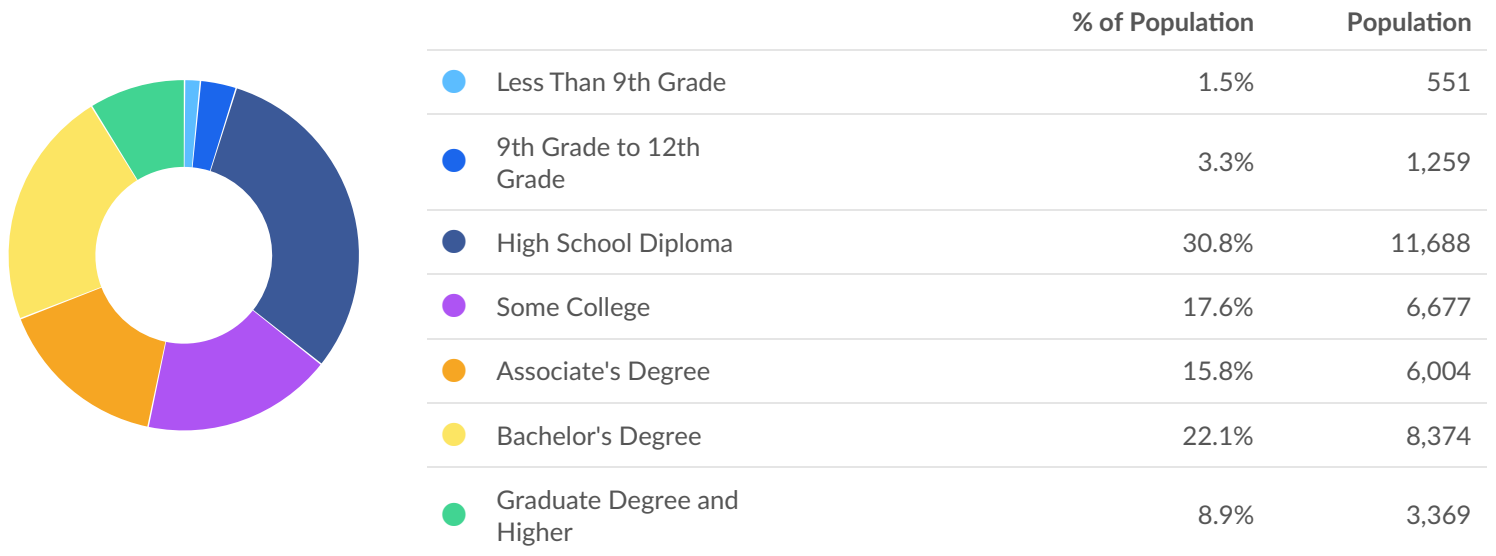 % of Population Population
Less Than 9th Grade 1.5% 551
9th Grade to 12th
Grade 3.3% 1,259
High School Diploma 30.8% 11,688
Some College 17.6% 6,677
Associate's Degree 15.8% 6,004
Bachelor's Degree 22.1% 8,374
Graduate Degree and
Higher 8.9% 3,369